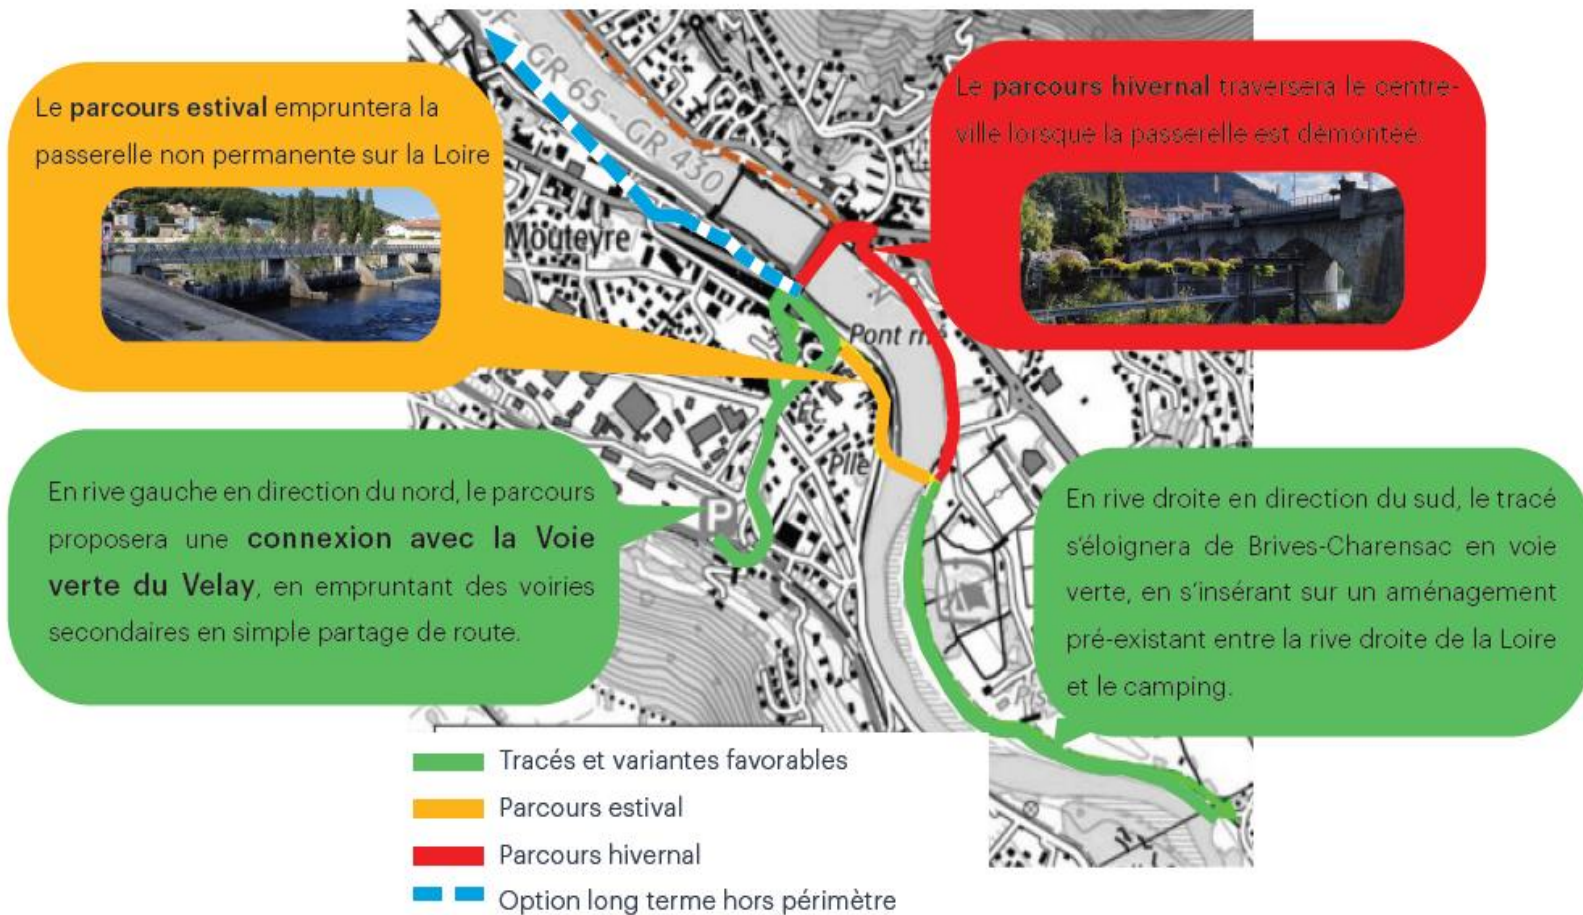 Le parcours estival empruntera la
passerelle non permanente sur la Loire
Le parcours hivernal traversera le centre-
ville lorsque la passerelle est démontée.
GR 65 - GR 430
Mouteyre
Pont
Ec.
Plle
P
En rive gauche en direction du nord, le parcours
proposera une connexion avec la Voie
verte du Velay, en empruntant des voiries
secondaires en simple partage de route.
En rive droite en direction du sud, le tracé
s'éloignera de Brives-Charensac en voie
verte, en s'insérant sur un aménagement
pré-existant entre la rive droite de la Loire
et le camping.
Tracés et variantes favorables
Parcours estival
Parcours hivernal
Option long terme hors périmètre